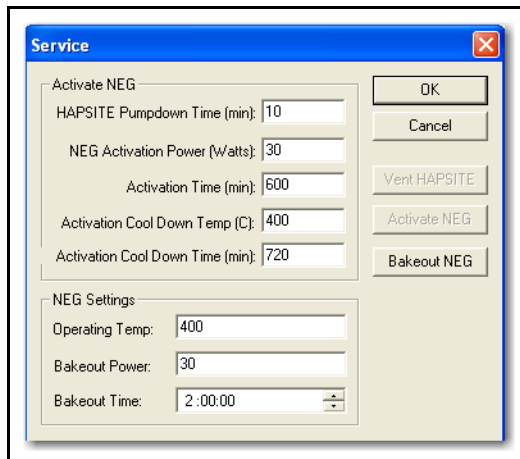 Service
Activate NEG
HAPSITE Pumpdown Time (min): 10
NEG Activation Power (Watts): 30
Activation Time (min): 600
Activation Cool Down Temp (C): 400
Activation Cool Down Time (min): 720
OK
Cancel
Vent HAPSITE
Activate NEG
Bakeout NEG
NEG Settings
Operating Temp: 400
Bakeout Power: 30
Bakeout Time: 2 :00:00